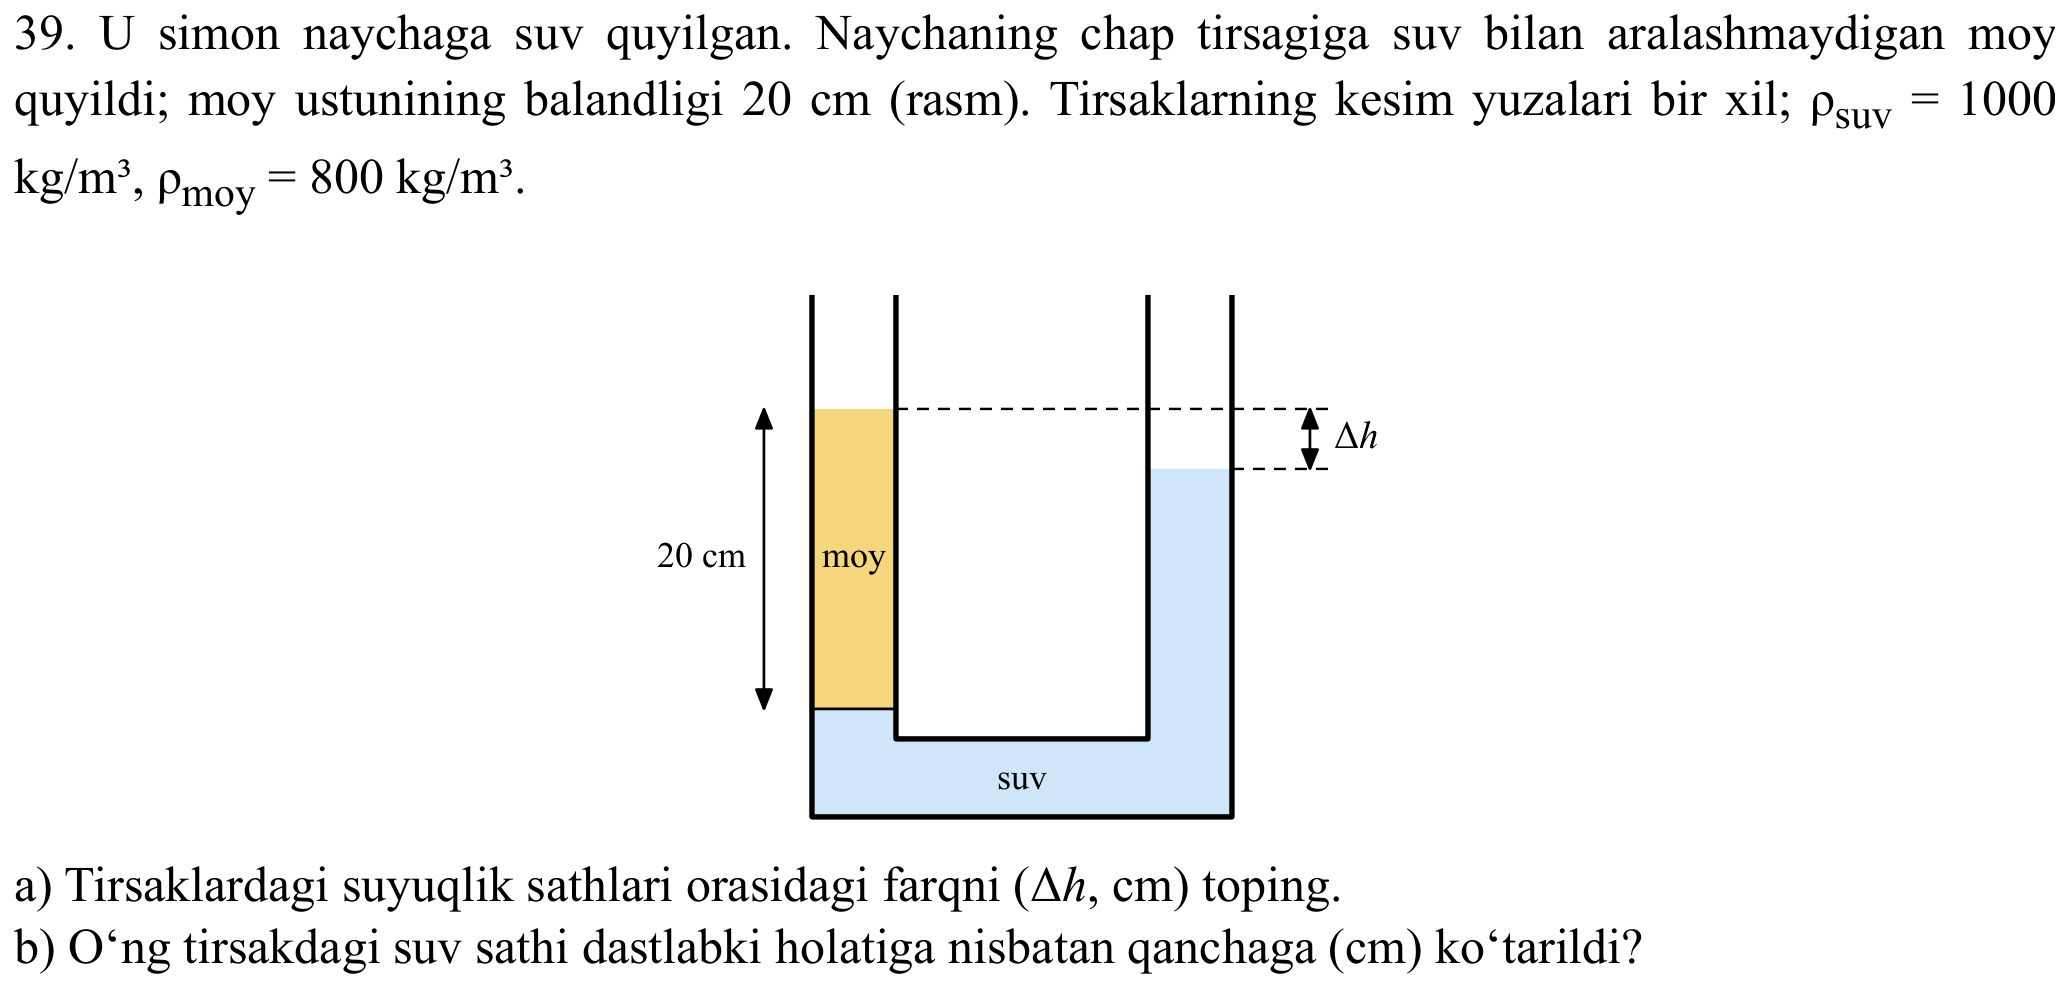 39. U simon naychaga suv quyilgan. Naychaning chap tirsagiga suv bilan aralashmaydigan moy
quyildi; moy ustunining balandligi 20 cm (rasm). Tirsaklarning kesim yuzalari bir xil; ρsuv = 1000
kg/m³, ρmoy = 800 kg/m³.
Δh
20 cm
moy
suv
a) Tirsaklardagi suyuqlik sathlari orasidagi farqni (Δh, cm) toping.
b) O‘ng tirsakdagi suv sathi dastlabki holatiga nisbatan qanchaga (cm) ko‘tarildi?